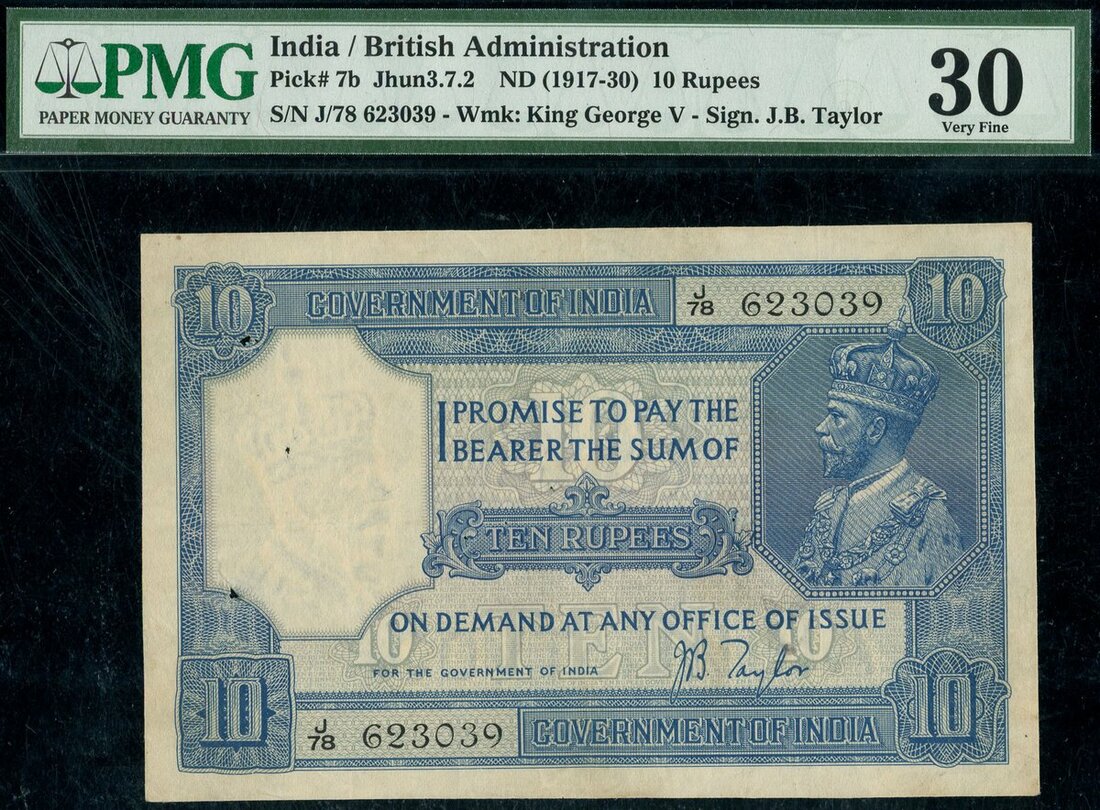 PMG
PAPER MONEY GUARANTY
India / British Administration
Pick# 7b Jhun3.7.2 ND (1917-30) 10 Rupees
S/N J/78 623039 - Wmk: King George V - Sign. J.B. Taylor
30
Very Fine
10 GOVERNMENT OF INDIA J/78 623039 10
10
I PROMISE TO PAY THE
BEARER THE SUM OF
TEN RUPEES
ON DEMAND AT ANY OFFICE OF ISSUE
10 TEN 10
FOR THE GOVERNMENT OF INDIA JB Taylor
10 J/78 623039 GOVERNMENT OF INDIA 10